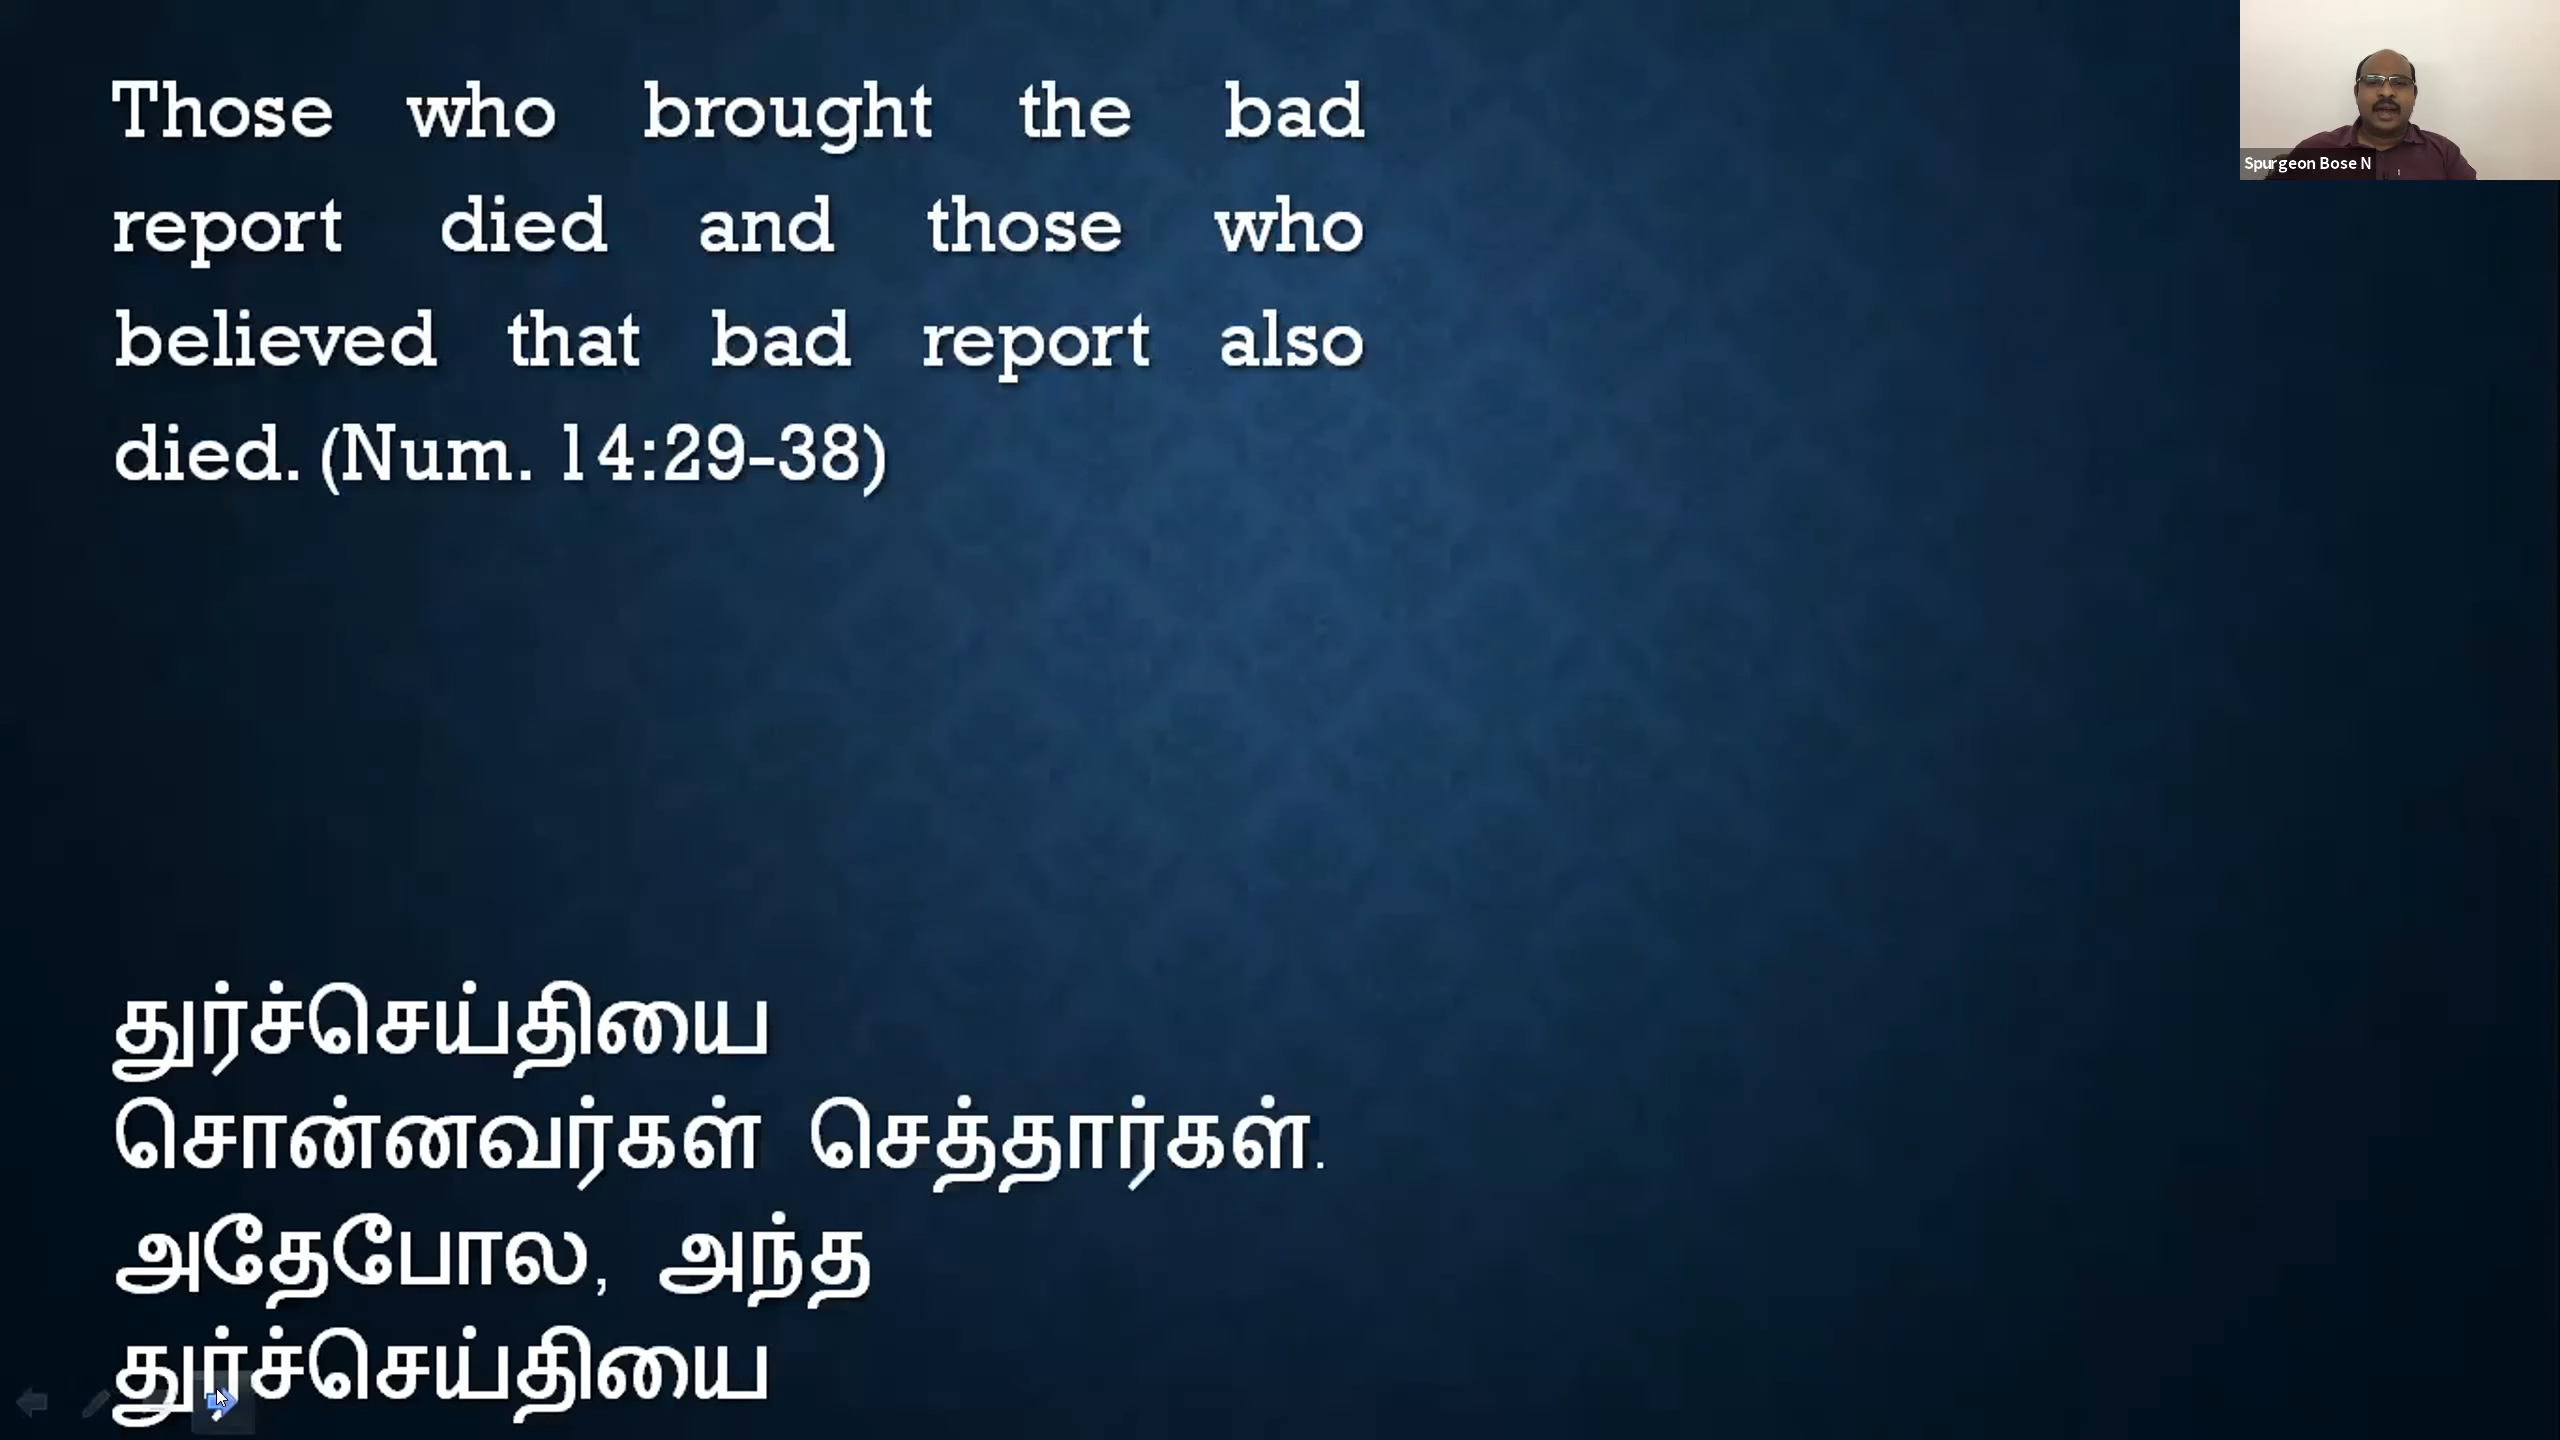 Those who brought the bad
report died and those who
believed that bad report also
died. (Num. 14:29-38)
Spurgeon Bose N
துர்ச்செய்தியை
சொன்னவர்கள் செத்தார்கள்.
அதேபோல, அந்த
துர்ச்செய்தியை